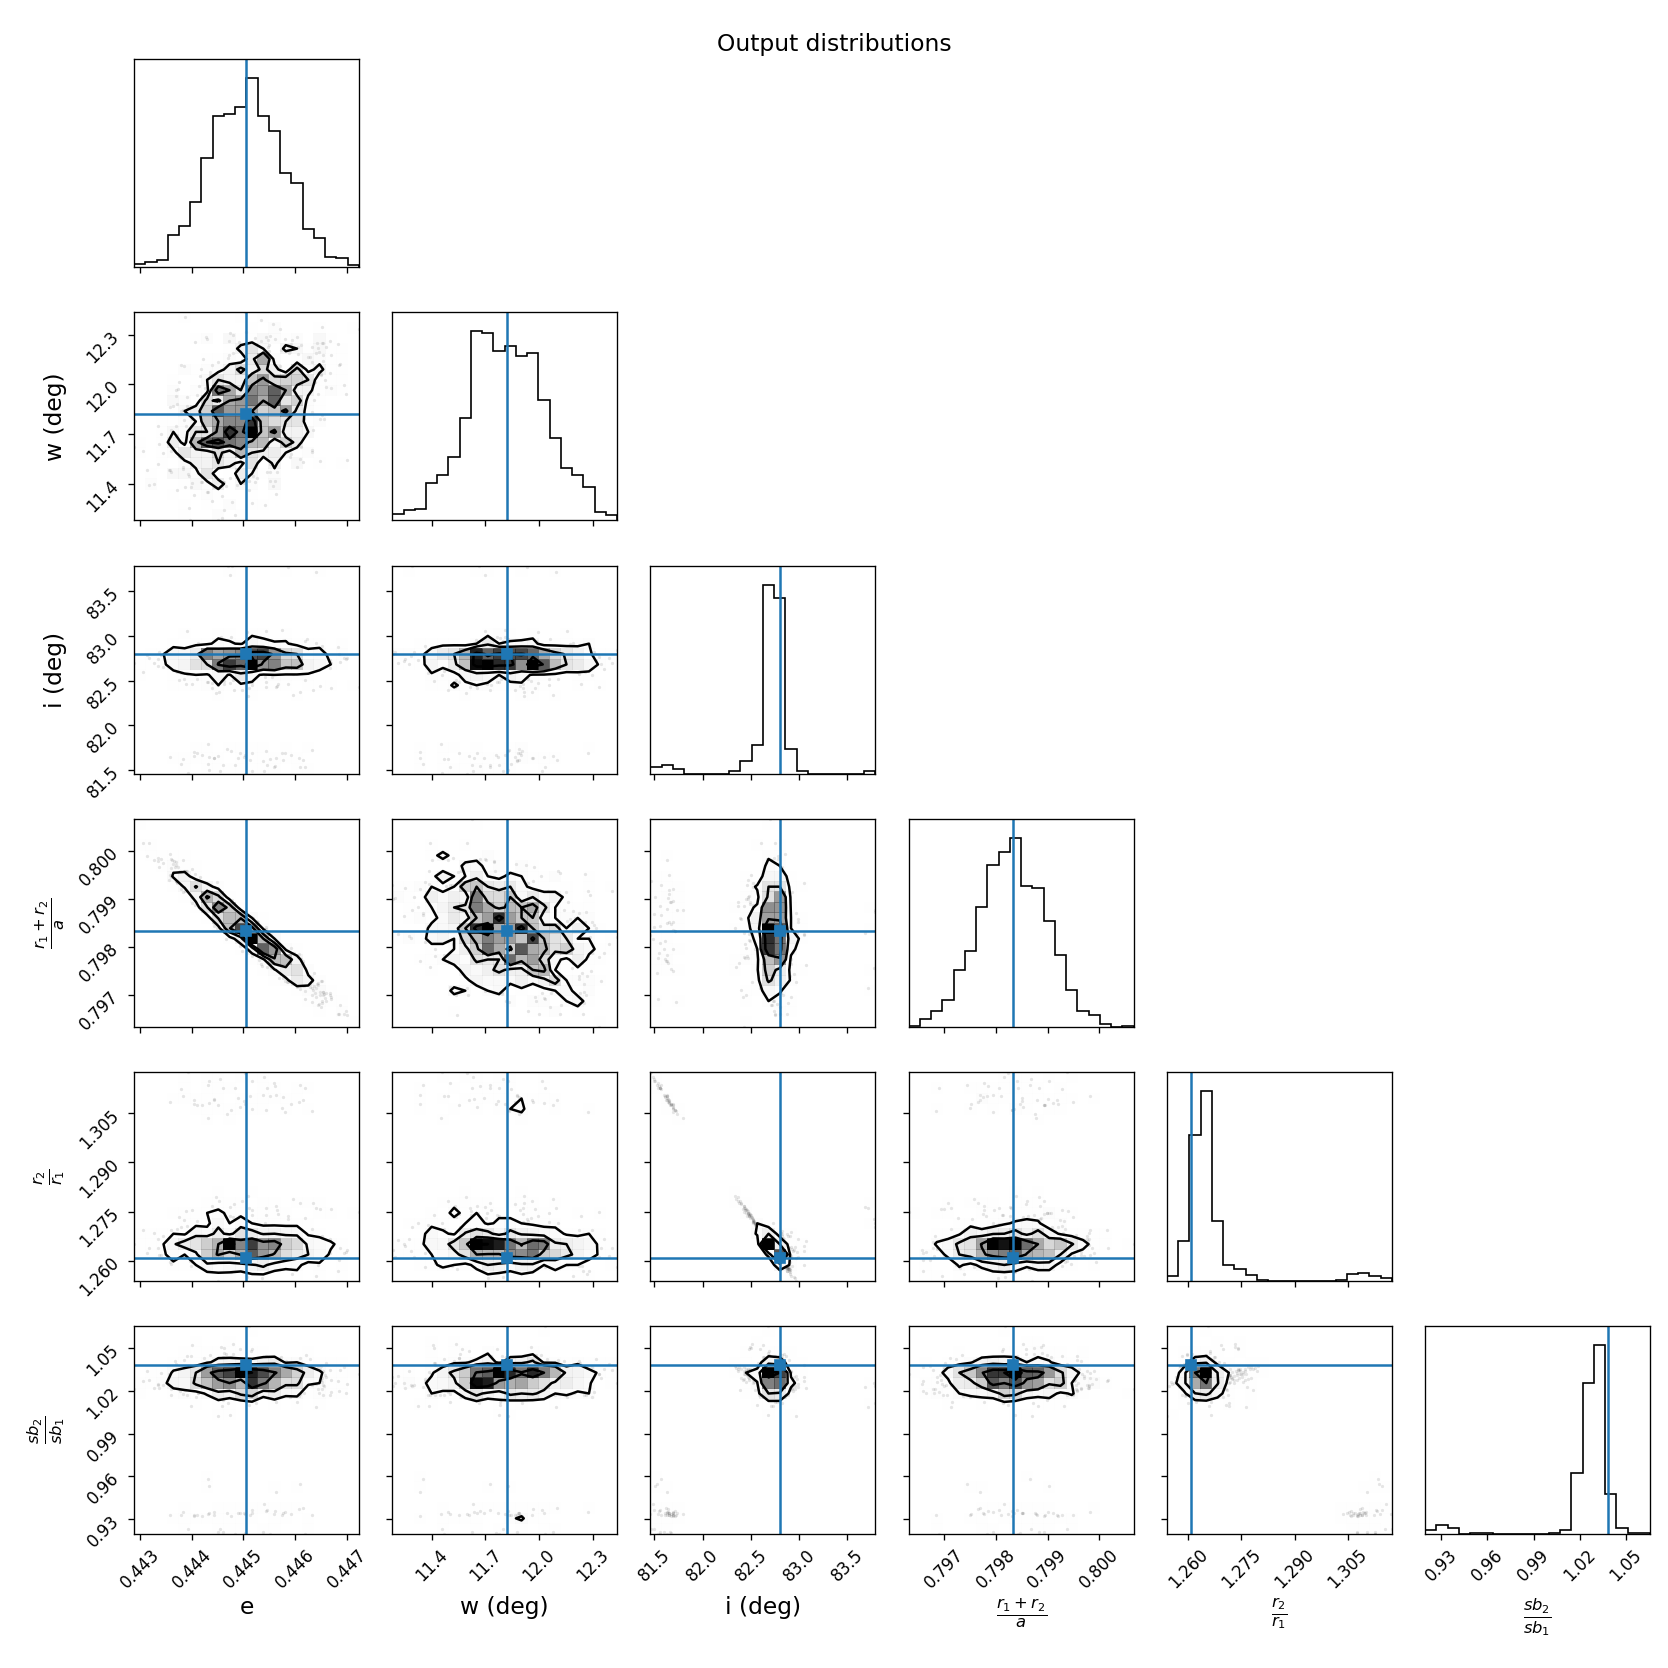 Output distributions
w (deg)
12.3
12.0
11.7
11.4
i (deg)
83.5
83.0
82.5
82.0
81.5
r₁ + r₂
a
0.800
0.799
0.798
0.797
r₂
r₁
1.305
1.290
1.275
1.260
sb₂
sb₁
1.05
1.02
0.99
0.96
0.93
0.443 0.444 0.445 0.446 0.447 11.4 11.7 12.0 12.3 81.5 82.0 82.5 83.0 83.5 0.797 0.798 0.799 0.800 1.260 1.275 1.290 1.305 0.93 0.96 0.99 1.02 1.05
e w (deg) i (deg)
r₁ + r₂ r₂ sb₂
a r₁ sb₁